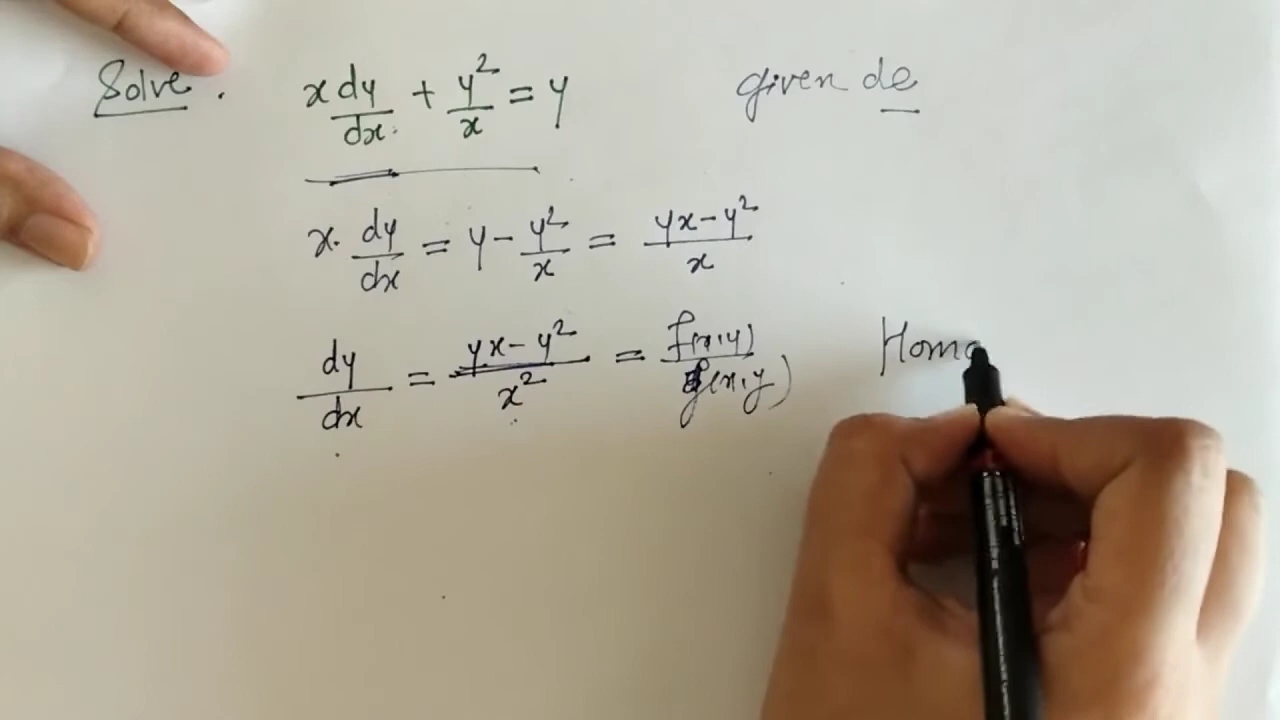 Solve. x dy/dx + y²/x = y given de
x. dy/dx = y - y²/x = yx - y²/x
dy/dx = yx - y²/x² = f(x,y)/g(x,y) Homo